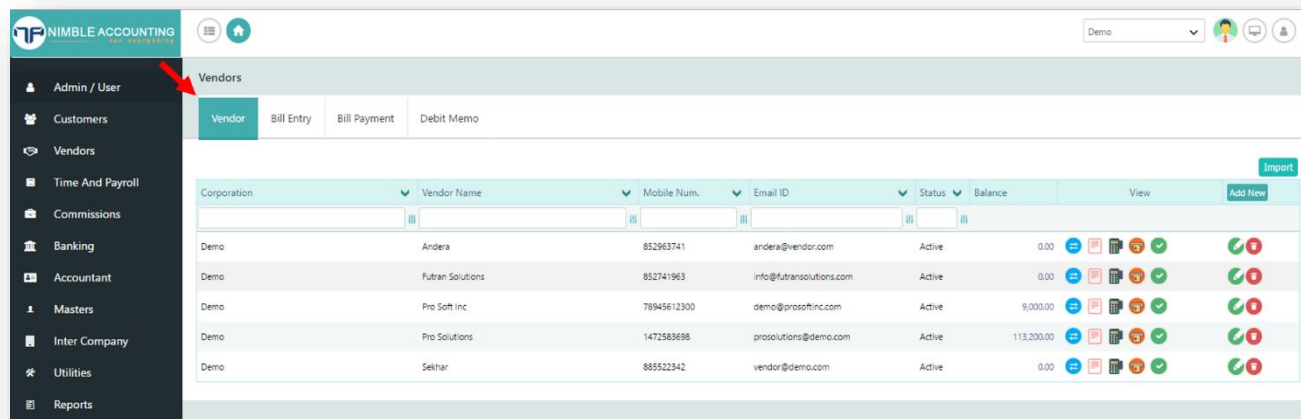 NIMBLE ACCOUNTING
see everything
Demo
Admin / User
Customers
Vendors
Time And Payroll
Commissions
Banking
Accountant
Masters
Inter Company
Utilities
Reports
Vendors
Vendor Bill Entry Bill Payment Debit Memo
Import
Corporation Vendor Name Mobile Num. Email ID Status Balance View Add New
Demo Andera 852963741 andera@vendor.com Active 0.00
Demo Futran Solutions 852741963 info@futransolutions.com Active 0.00
Demo Pro Soft Inc 78945612300 demo@prosoftinc.com Active 9,000.00
Demo Pro Solutions 1472583698 prosolutions@demo.com Active 113,200.00
Demo Sekhar 885522342 vendor@demo.com Active 0.00